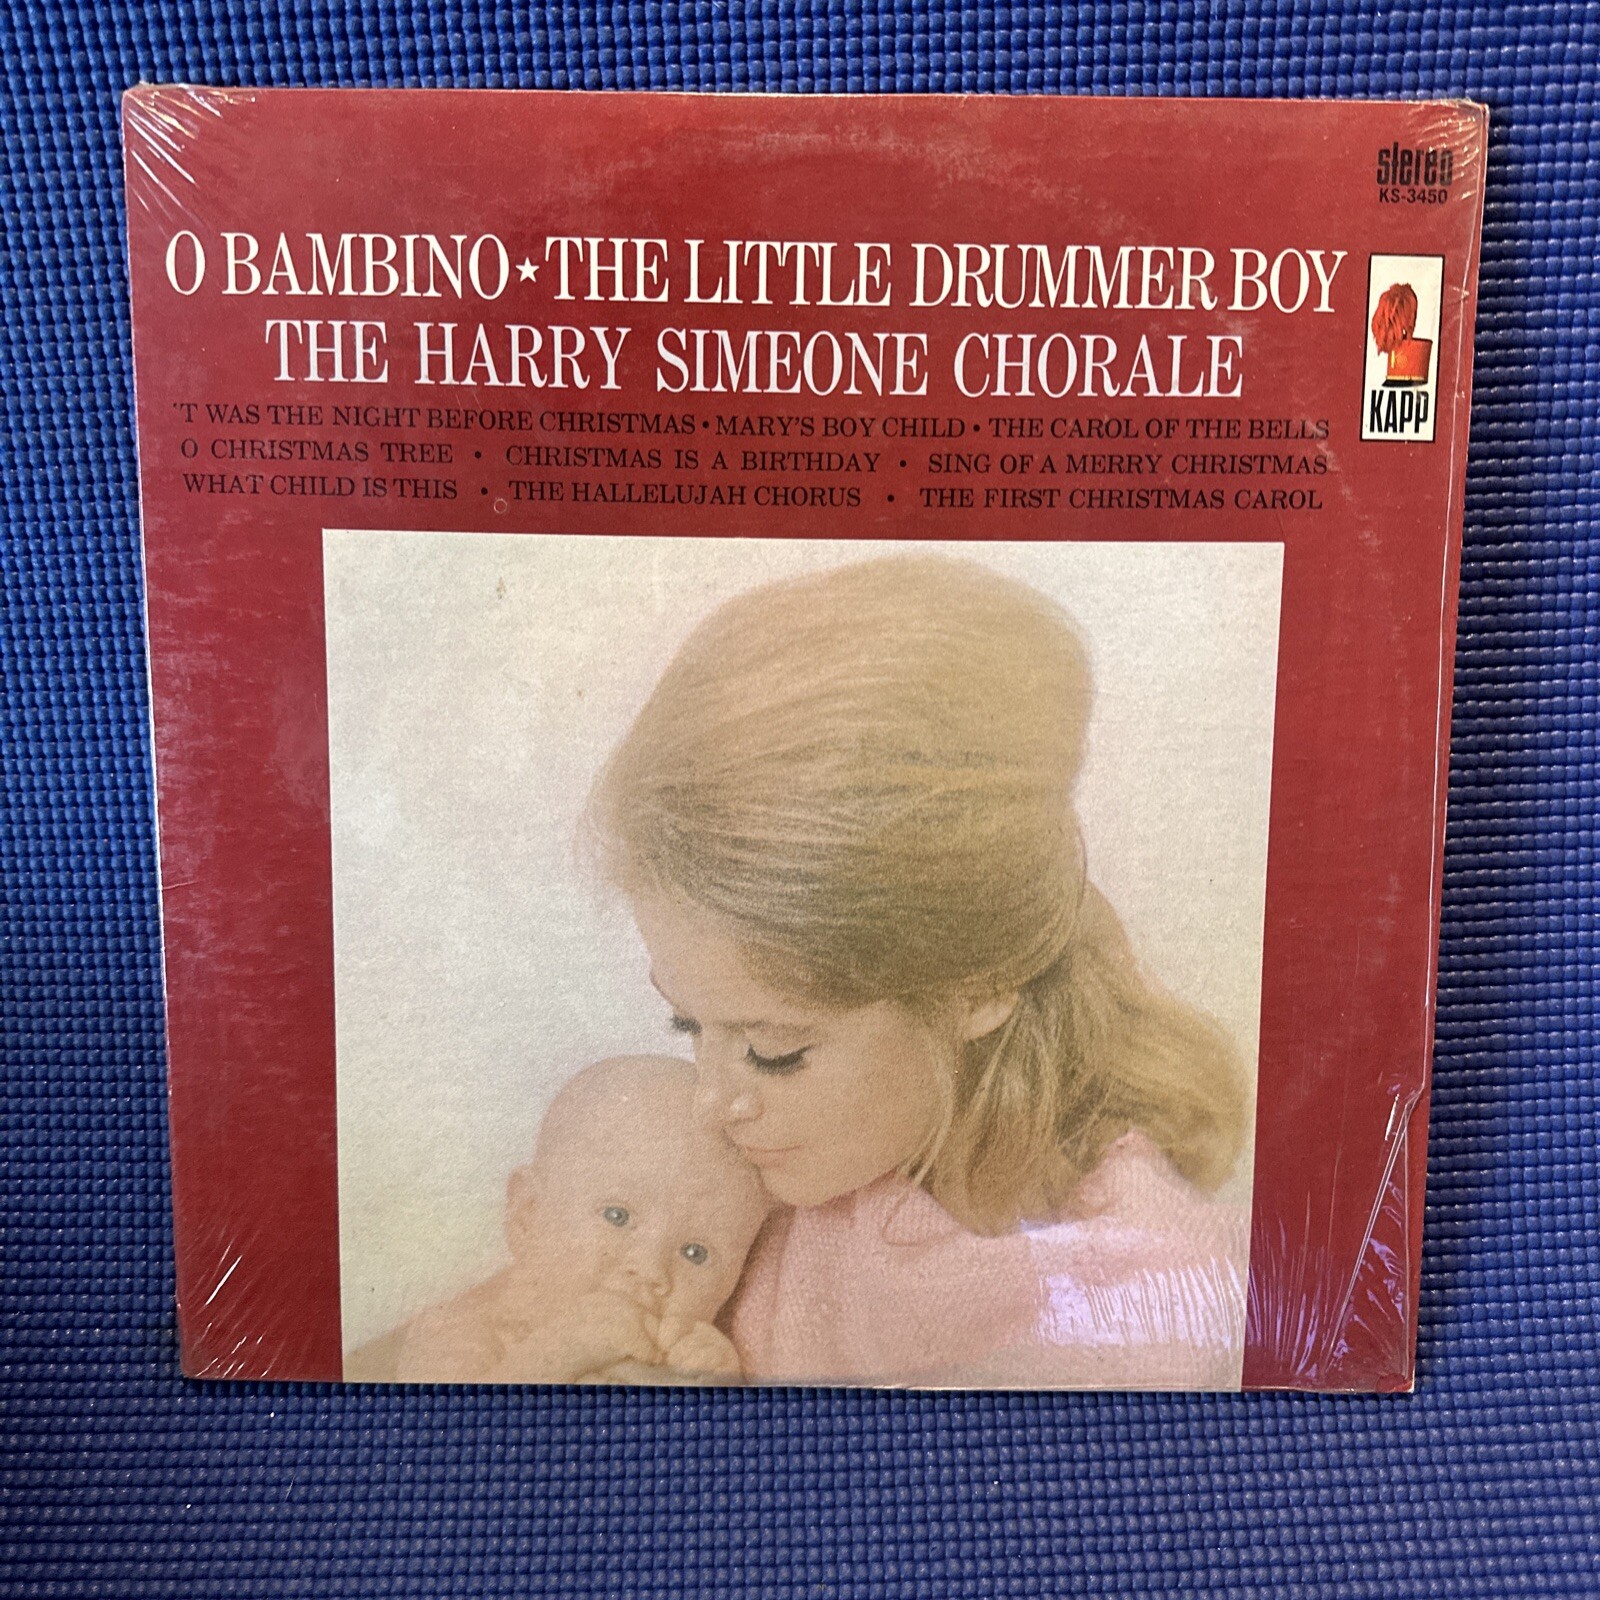 stereo
KS-3450
O BAMBINO ★ THE LITTLE DRUMMER BOY
THE HARRY SIMEONE CHORALE
KAPP
'T WAS THE NIGHT BEFORE CHRISTMAS • MARY'S BOY CHILD • THE CAROL OF THE BELLS
O CHRISTMAS TREE • CHRISTMAS IS A BIRTHDAY • SING OF A MERRY CHRISTMAS
WHAT CHILD IS THIS • THE HALLELUJAH CHORUS • THE FIRST CHRISTMAS CAROL